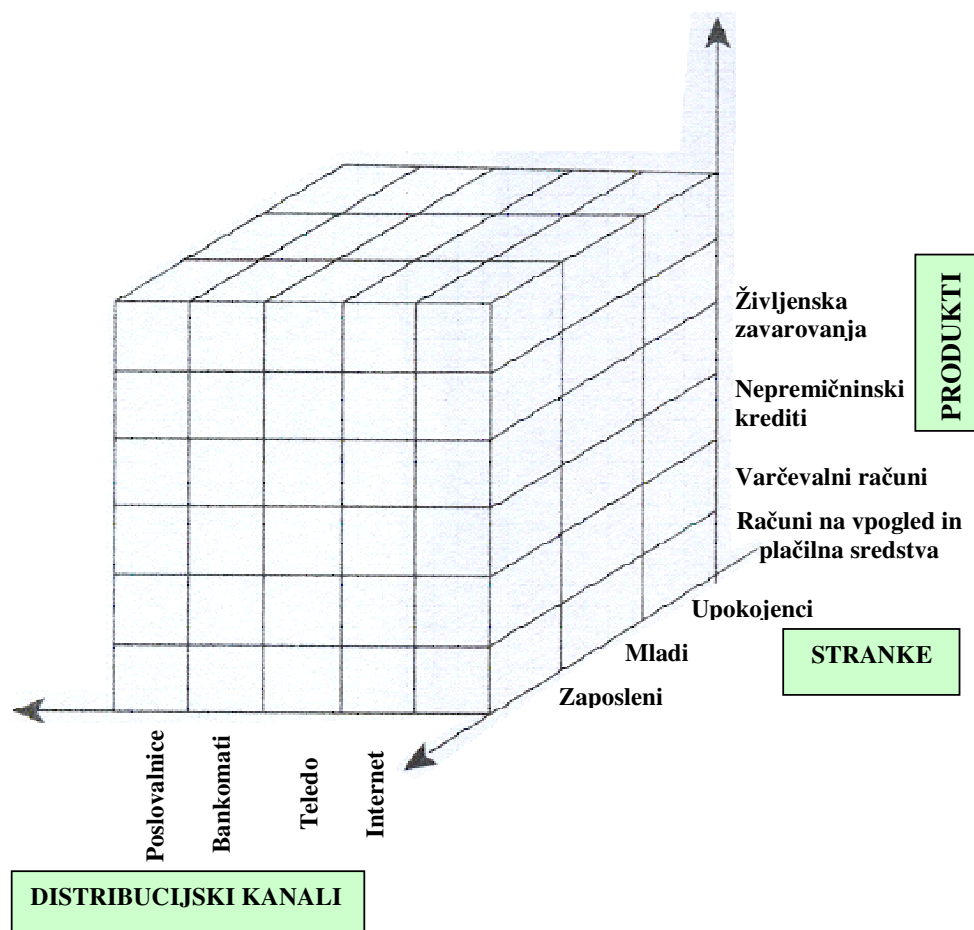 Življenska
zavarovanja
PRODUKTI
Nepremičninski
krediti
Varčevalni računi
Računi na vpogled in
plačilna sredstva
Upokojenci
Mladi
Zaposleni
STRANKE
Poslovalnice
Bankomati
Teledo
Internet
DISTRIBUCIJSKI KANALI